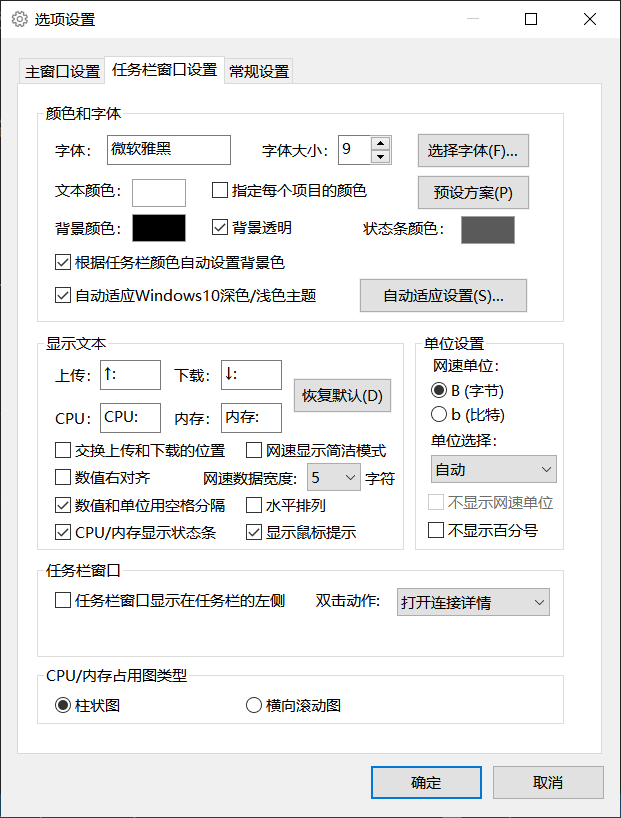 选项设置
主窗口设置 任务栏窗口设置 常规设置
颜色和字体
字体： 微软雅黑 字体大小： 9 选择字体(F)...
文本颜色： 指定每个项目的颜色 预设方案(P)
背景颜色： 背景透明 状态条颜色：
根据任务栏颜色自动设置背景色
自动适应Windows10深色/浅色主题 自动适应设置(S)...
显示文本
上传： ↑: 下载： ↓: 恢复默认(D)
CPU： CPU: 内存： 内存:
交换上传和下载的位置 网速显示简洁模式
数值右对齐 网速数据宽度： 5 字符
数值和单位用空格分隔 水平排列
CPU/内存显示状态条 显示鼠标提示
单位设置
网速单位：
B (字节)
b (比特)
单位选择：
自动
不显示网速单位
不显示百分号
任务栏窗口
任务栏窗口显示在任务栏的左侧 双击动作: 打开连接详情
CPU/内存占用图类型
柱状图 横向滚动图
确定 取消